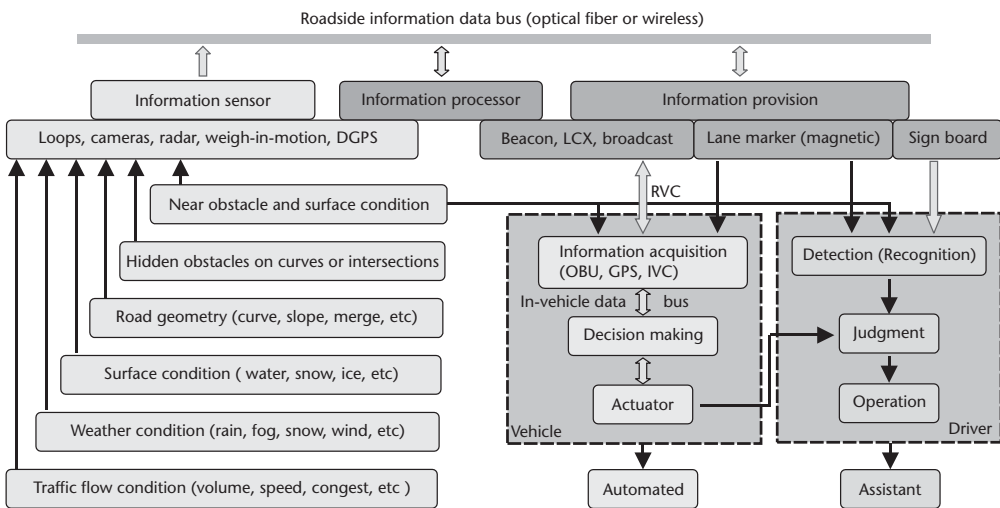 Roadside information data bus (optical fiber or wireless)
Information sensor
Information processor
Information provision
Loops, cameras, radar, weigh-in-motion, DGPS
Beacon, LCX, broadcast
Lane marker (magnetic)
Sign board
Near obstacle and surface condition
RVC
Hidden obstacles on curves or intersections
Information acquisition
(OBU, GPS, IVC)
Detection (Recognition)
Road geometry (curve, slope, merge, etc)
In-vehicle data bus
Decision making
Judgment
Surface condition ( water, snow, ice, etc)
Actuator
Operation
Weather condition (rain, fog, snow, wind, etc)
Vehicle
Driver
Traffic flow condition (volume, speed, congest, etc )
Automated
Assistant